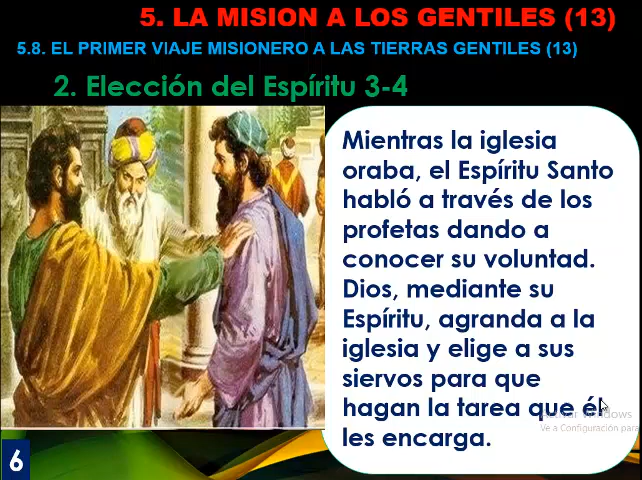 5. LA MISION A LOS GENTILES (13)
5.8. EL PRIMER VIAJE MISIONERO A LAS TIERRAS GENTILES (13)
2. Elección del Espíritu 3-4
Mientras la iglesia
oraba, el Espíritu Santo
habló a través de los
profetas dando a
conocer su voluntad.
Dios, mediante su
Espíritu, agranda a la
iglesia y elige a sus
siervos para que
hagan la tarea que él
les encarga.
Ve a Configuración para
6